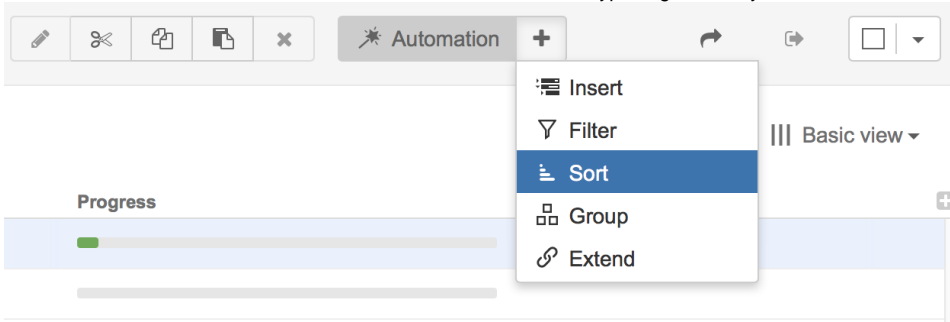 Automation
Insert
Filter
Basic view
Sort
Progress
Group
Extend